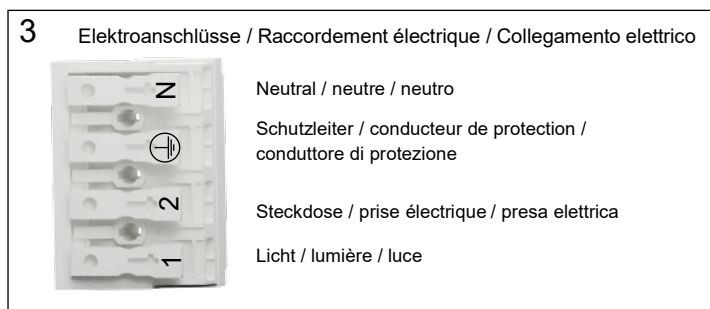 3 Elektroanschlüsse / Raccordement électrique / Collegamento elettrico
N Neutral / neutre / neutro
Schutzleiter / conducteur de protection /
conduttore di protezione
2 Steckdose / prise électrique / presa elettrica
1 Licht / lumière / luce